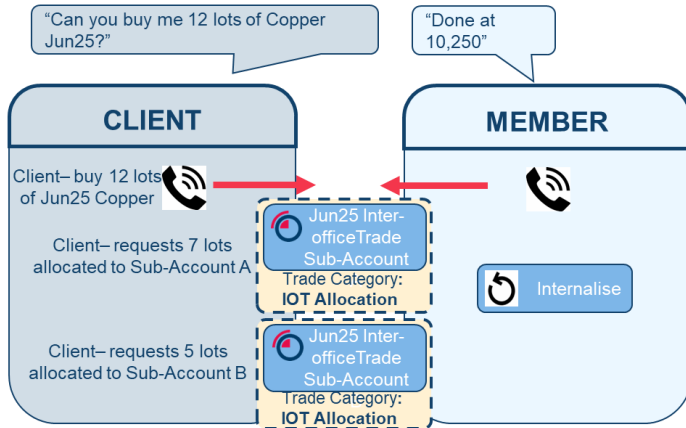 “Can you buy me 12 lots of Copper
Jun25?”
“Done at
10,250”
CLIENT
MEMBER
Client– buy 12 lots
of Jun25 Copper
Jun25 Inter-
officeTrade
Sub-Account
Trade Category:
IOT Allocation
Client– requests 7 lots
allocated to Sub-Account A
Internalise
Jun25 Inter-
officeTrade
Sub-Account
Trade Category:
IOT Allocation
Client– requests 5 lots
allocated to Sub-Account B